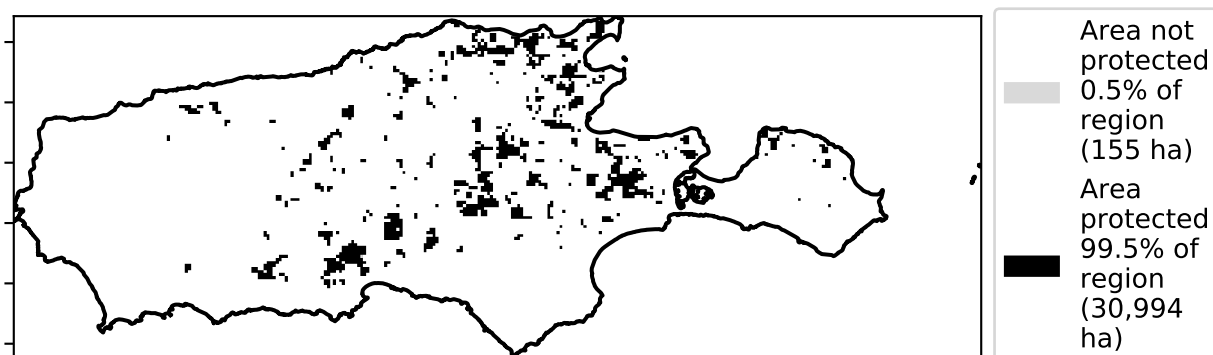 Area not
protected
0.5% of
region
(155 ha)
Area
protected
99.5% of
region
(30,994
ha)